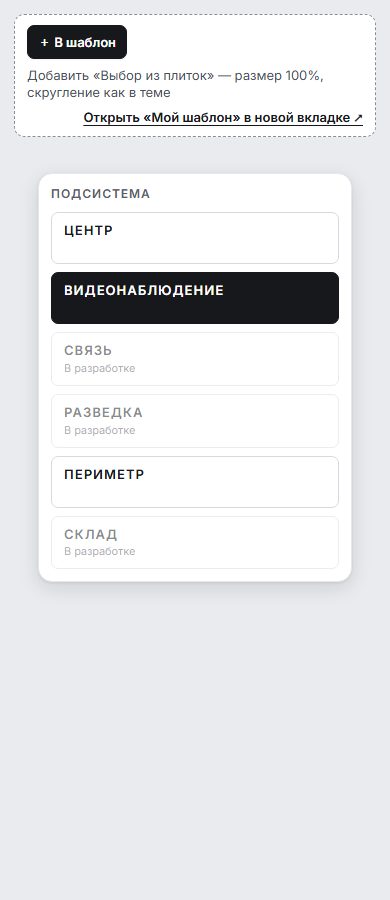 + В шаблон
Добавить «Выбор из плиток» — размер 100%,
скругление как в теме
Открыть «Мой шаблон» в новой вкладке ↗
ПОДСИСТЕМА
ЦЕНТР
ВИДЕОНАБЛЮДЕНИЕ
СВЯЗЬ
В разработке
РАЗВЕДКА
В разработке
ПЕРИМЕТР
СКЛАД
В разработке